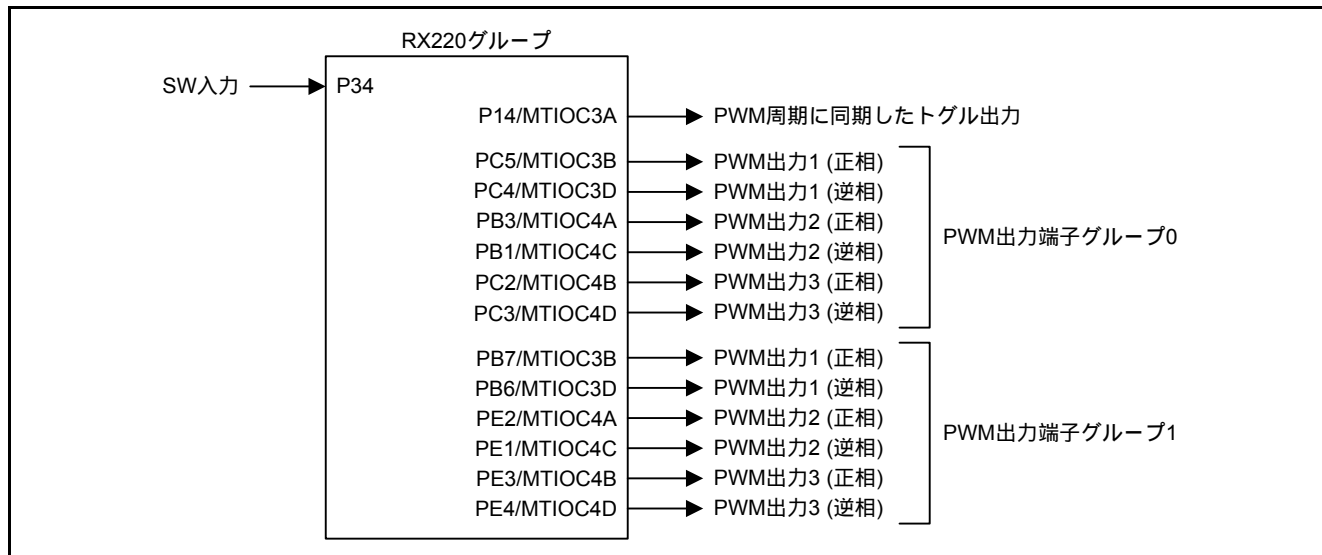 RX220グループ
SW入力
P34
P14/MTIOC3A
PWM周期に同期したトグル出力
PC5/MTIOC3B
PWM出力1 (正相)
PC4/MTIOC3D
PWM出力1 (逆相)
PB3/MTIOC4A
PWM出力2 (正相)
PB1/MTIOC4C
PWM出力2 (逆相)
PC2/MTIOC4B
PWM出力3 (正相)
PC3/MTIOC4D
PWM出力3 (逆相)
PWM出力端子グループ0
PB7/MTIOC3B
PWM出力1 (正相)
PB6/MTIOC3D
PWM出力1 (逆相)
PE2/MTIOC4A
PWM出力2 (正相)
PE1/MTIOC4C
PWM出力2 (逆相)
PE3/MTIOC4B
PWM出力3 (正相)
PE4/MTIOC4D
PWM出力3 (逆相)
PWM出力端子グループ1